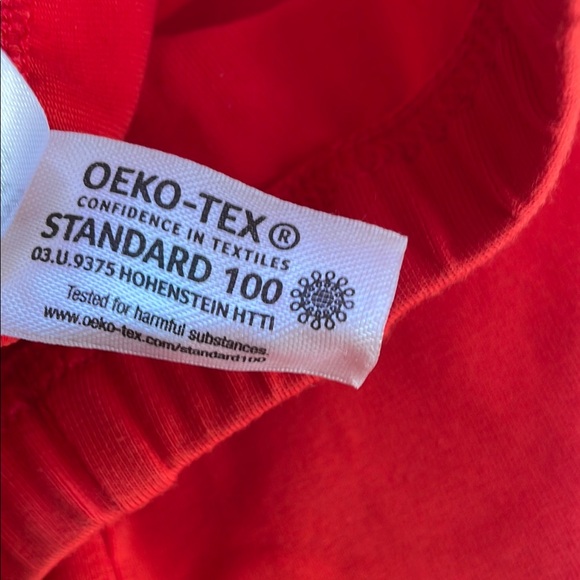 OEKO-TEX®
CONFIDENCE IN TEXTILES
STANDARD 100
03.U.9375 HOHENSTEIN HTTI
Tested for harmful substances
www.oeko-tex.com/standard100